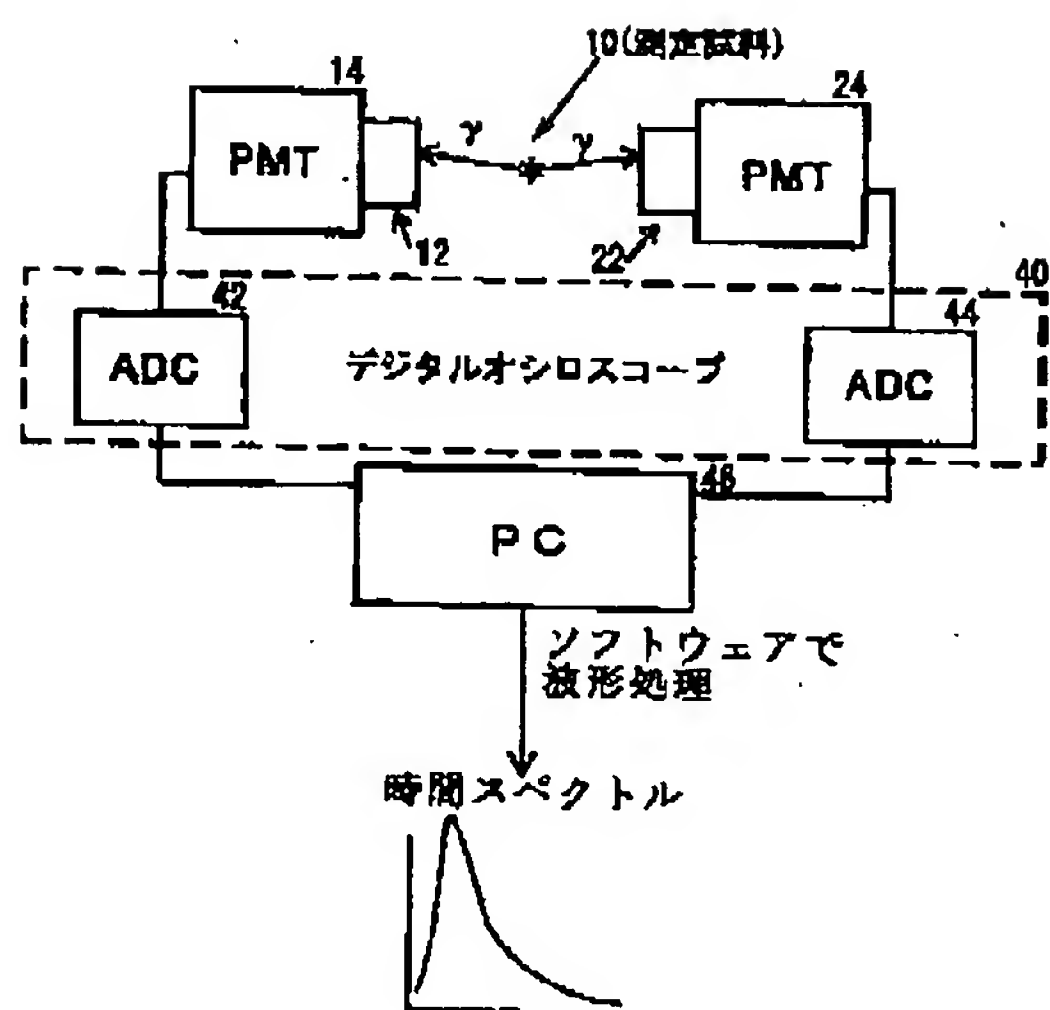 10(測定試料)
14
24
γ
γ
PMT
PMT
12
22
40
42
44
ADC
デジタルオシロスコープ
ADC
46
PC
ソフトウェアで
波形処理
時間スペクトル